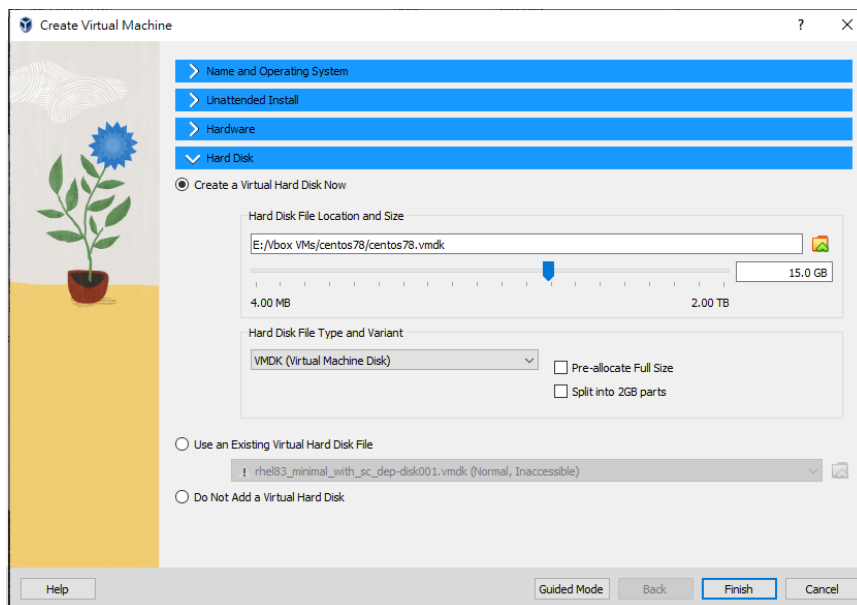 Create Virtual Machine
?
Name and Operating System
Unattended Install
Hardware
Hard Disk
Create a Virtual Hard Disk Now
Hard Disk File Location and Size
E:/Vbox VMs/centos78/centos78.vmdk
15.0 GB
4.00 MB 2.00 TB
Hard Disk File Type and Variant
VMDK (Virtual Machine Disk) Pre-allocate Full Size
Split into 2GB parts
Use an Existing Virtual Hard Disk File
! rhel83_minimal_with_sc_dep-disk001.vmdk (Normal, Inaccessible)
Do Not Add a Virtual Hard Disk
Help Guided Mode Back Finish Cancel